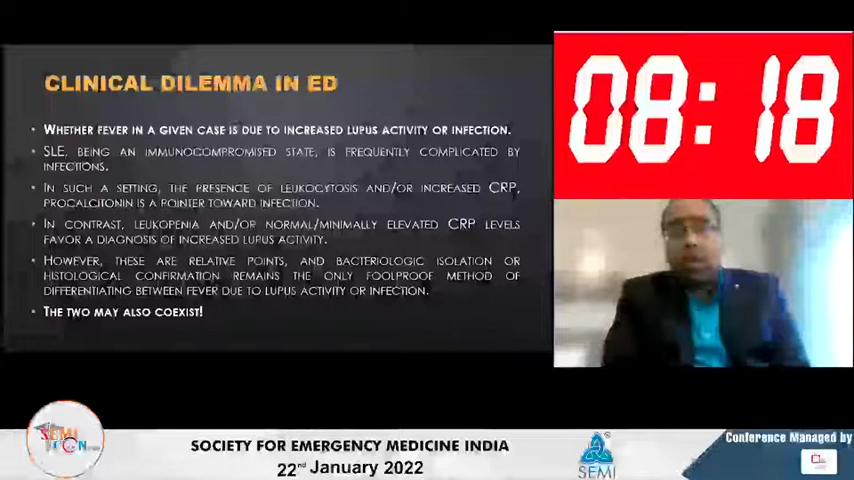 CLINICAL DILEMMA IN ED
• WHETHER FEVER IN A GIVEN CASE IS DUE TO INCREASED LUPUS ACTIVITY OR INFECTION.
• SLE, BEING AN IMMUNOCOMPROMISED STATE, IS FREQUENTLY COMPLICATED BY
INFECTIONS.
• IN SUCH A SETTING, THE PRESENCE OF LEUKOCYTOSIS AND/OR INCREASED CRP,
PROCALCITONIN IS A POINTER TOWARD INFECTION.
• IN CONTRAST, LEUKOPENIA AND/OR NORMAL/MINIMALLY ELEVATED CRP LEVELS
FAVOR A DIAGNOSIS OF INCREASED LUPUS ACTIVITY.
• HOWEVER, THESE ARE RELATIVE POINTS, AND BACTERIOLOGIC ISOLATION OR
HISTOLOGICAL CONFIRMATION REMAINS THE ONLY FOOLPROOF METHOD OF
DIFFERENTIATING BETWEEN FEVER DUE TO LUPUS ACTIVITY OR INFECTION.
• THE TWO MAY ALSO COEXIST!
08:18
SOCIETY FOR EMERGENCY MEDICINE INDIA
22nd January 2022
SEMI
Conference Managed by